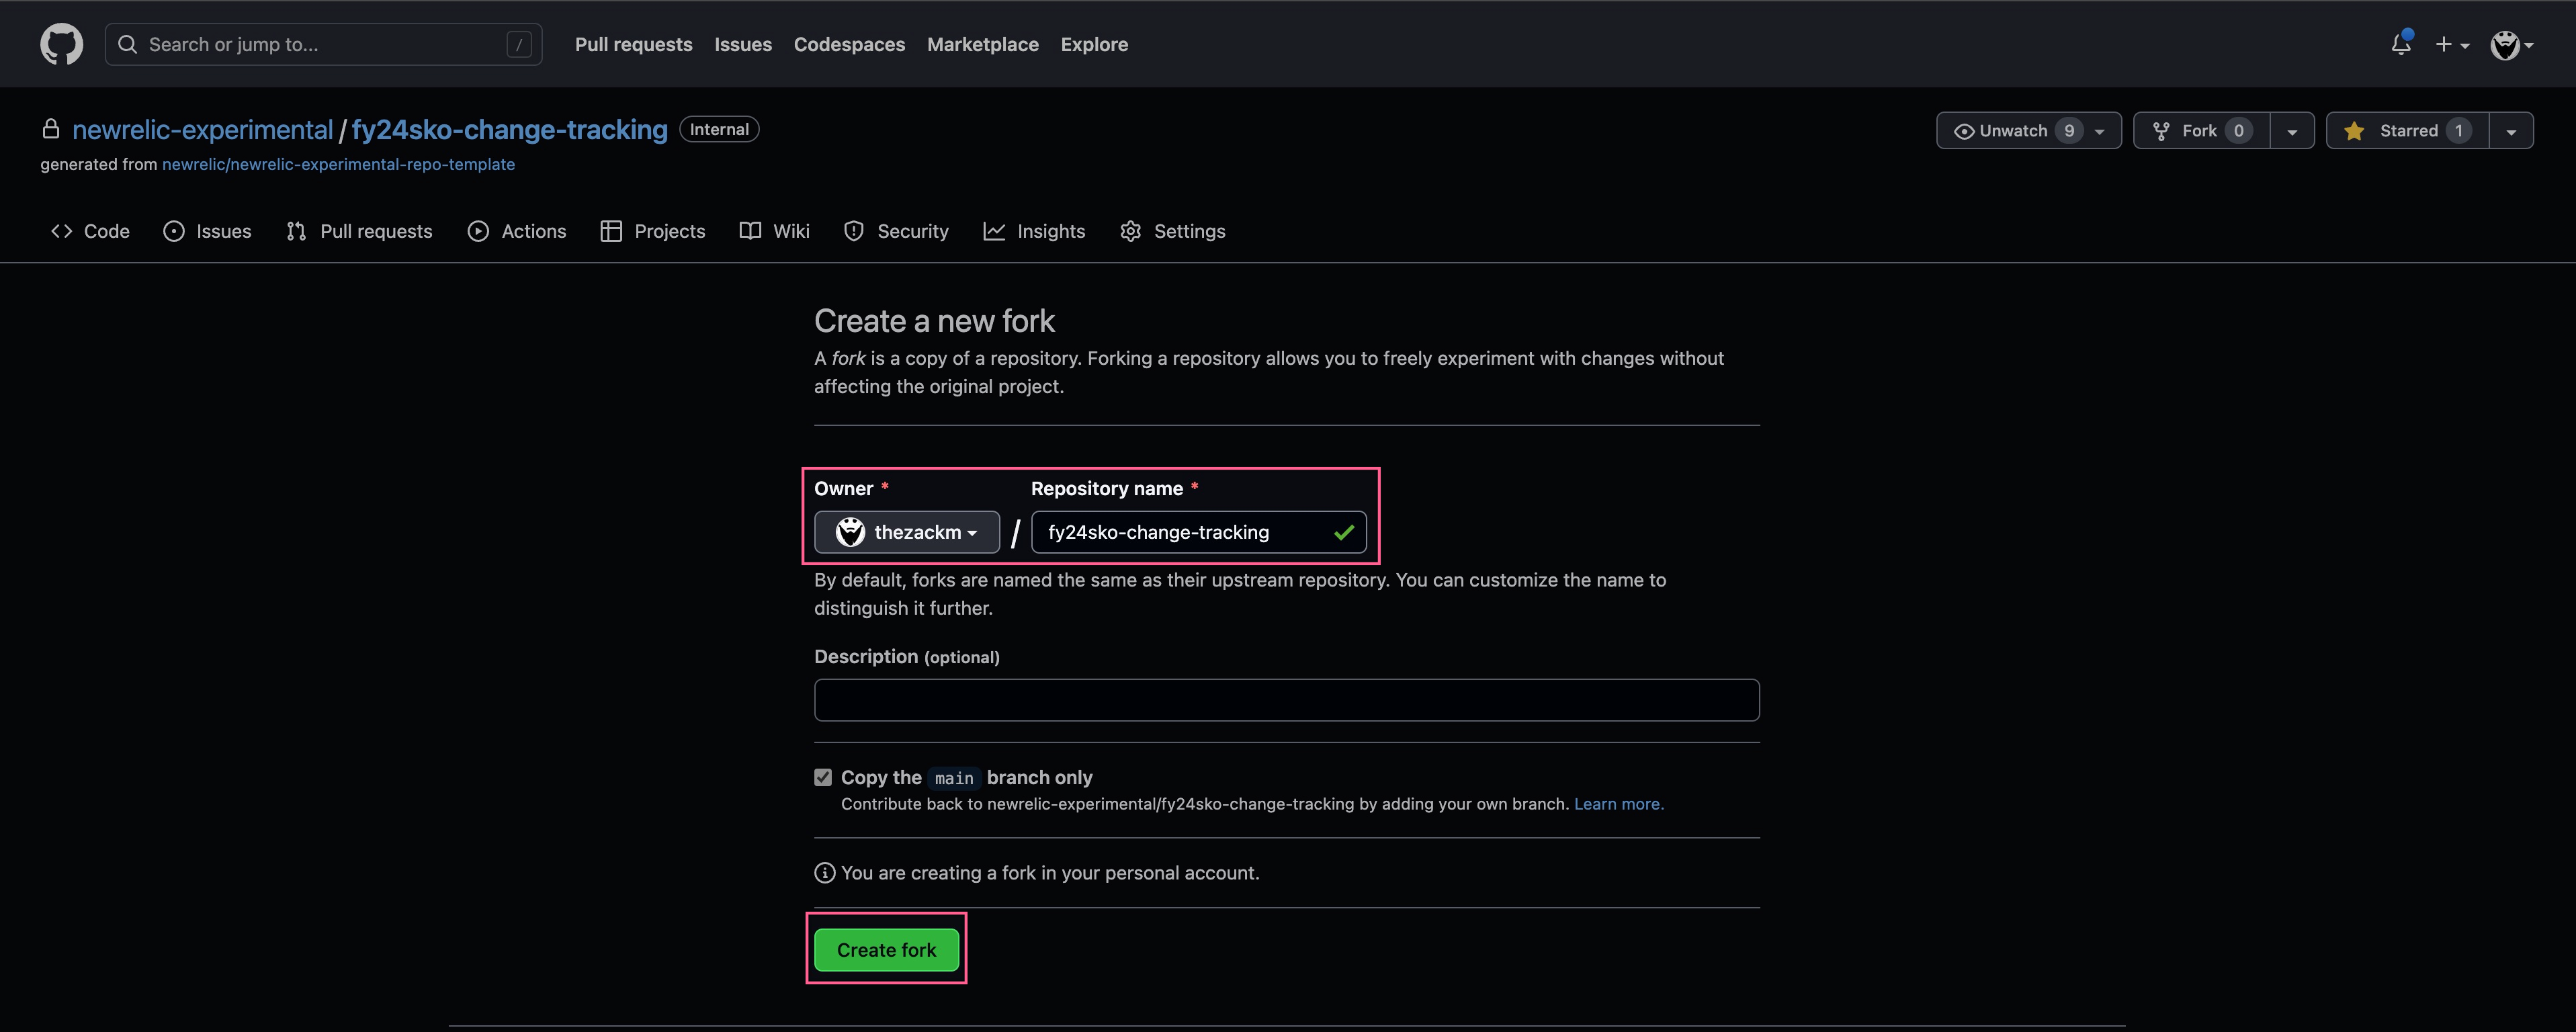 Search or jump to... / Pull requests Issues Codespaces Marketplace Explore
newrelic-experimental / fy24sko-change-tracking Internal Unwatch 9 Fork 0 Starred 1
generated from newrelic/newrelic-experimental-repo-template
Code Issues Pull requests Actions Projects Wiki Security Insights Settings
Create a new fork
A fork is a copy of a repository. Forking a repository allows you to freely experiment with changes without
affecting the original project.
Owner * Repository name *
thezackm / fy24sko-change-tracking
By default, forks are named the same as their upstream repository. You can customize the name to
distinguish it further.
Description (optional)
Copy the main branch only
Contribute back to newrelic-experimental/fy24sko-change-tracking by adding your own branch. Learn more.
You are creating a fork in your personal account.
Create fork